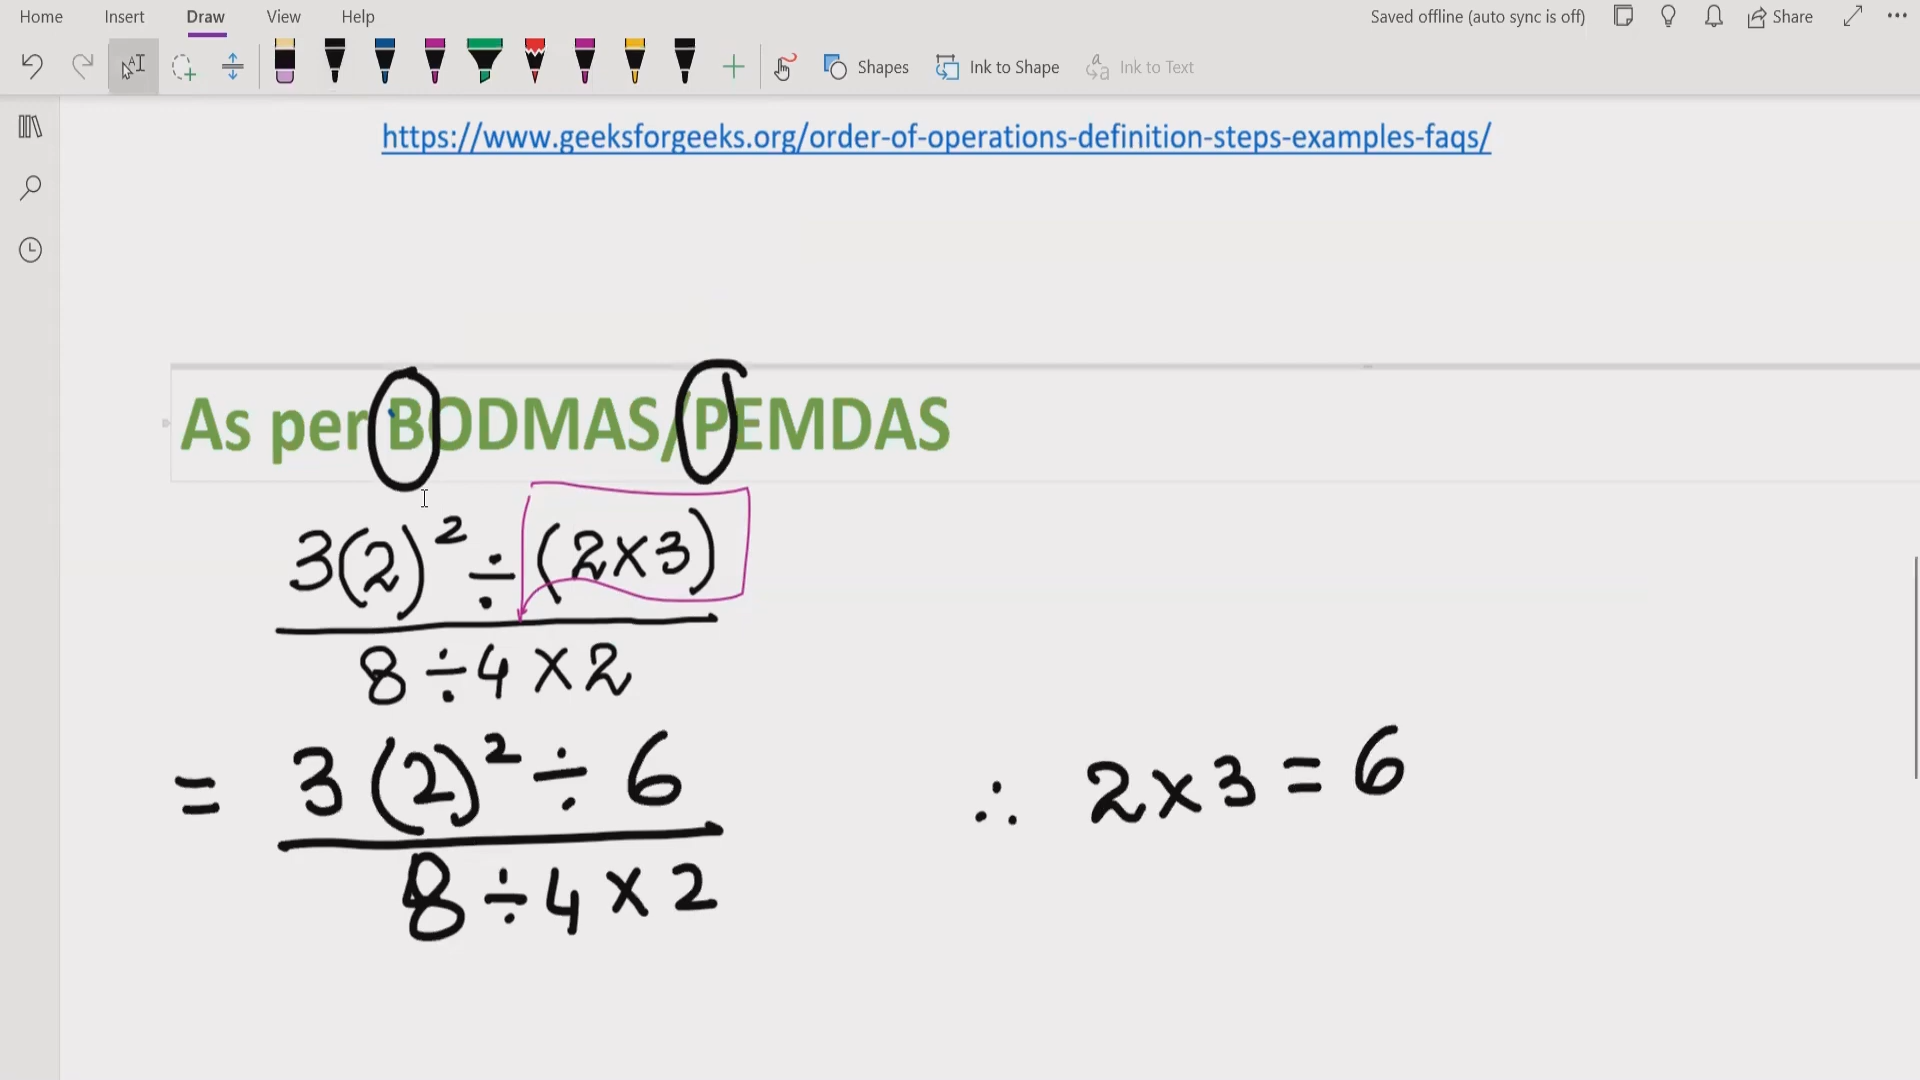 Home Insert Draw View Help Saved offline (auto sync is off) Share
Shapes Ink to Shape Ink to Text
https://www.geeksforgeeks.org/order-of-operations-definition-steps-examples-faqs/
As per BODMAS/PEMDAS
3(2)² ÷ (2×3)
8 ÷ 4 × 2
= 3(2)² ÷ 6 ∴ 2×3 = 6
8 ÷ 4 × 2